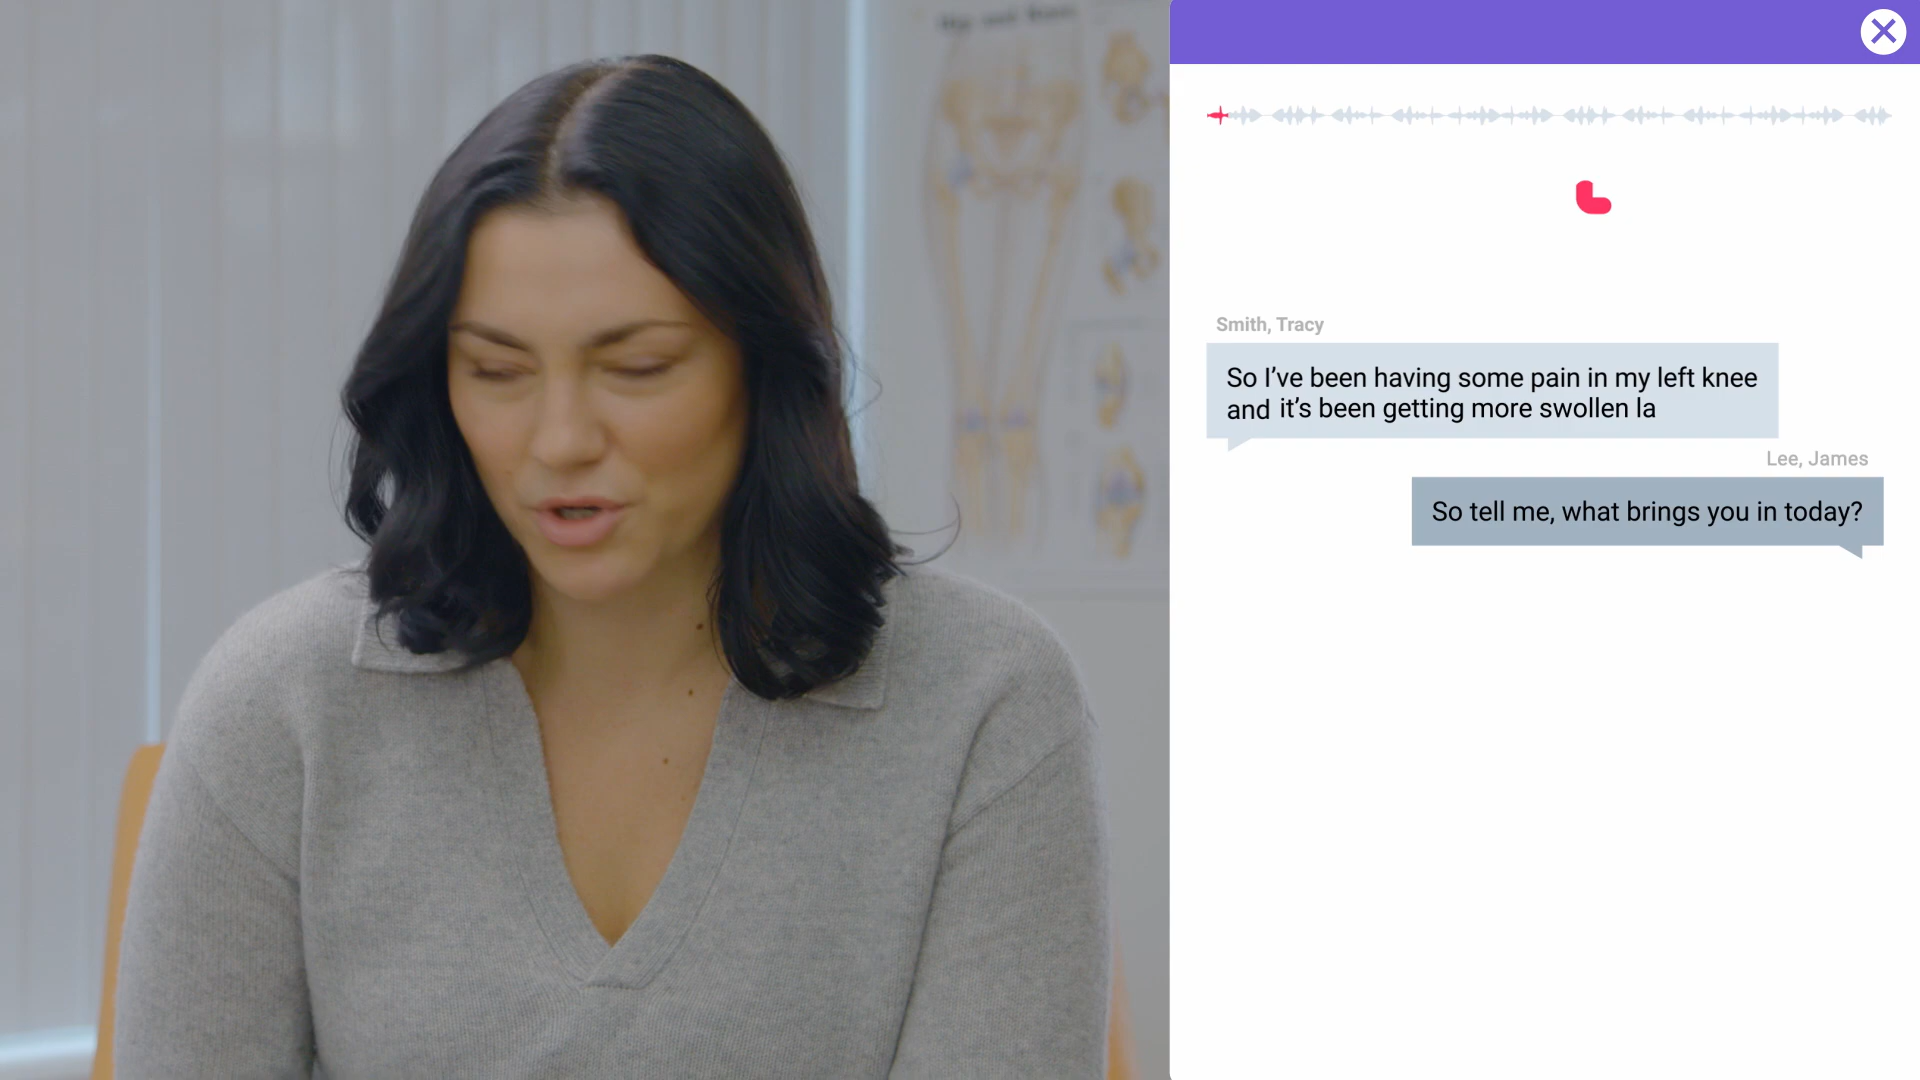 Smith, Tracy
So I’ve been having some pain in my left knee
and it’s been getting more swollen la
Lee, James
So tell me, what brings you in today?